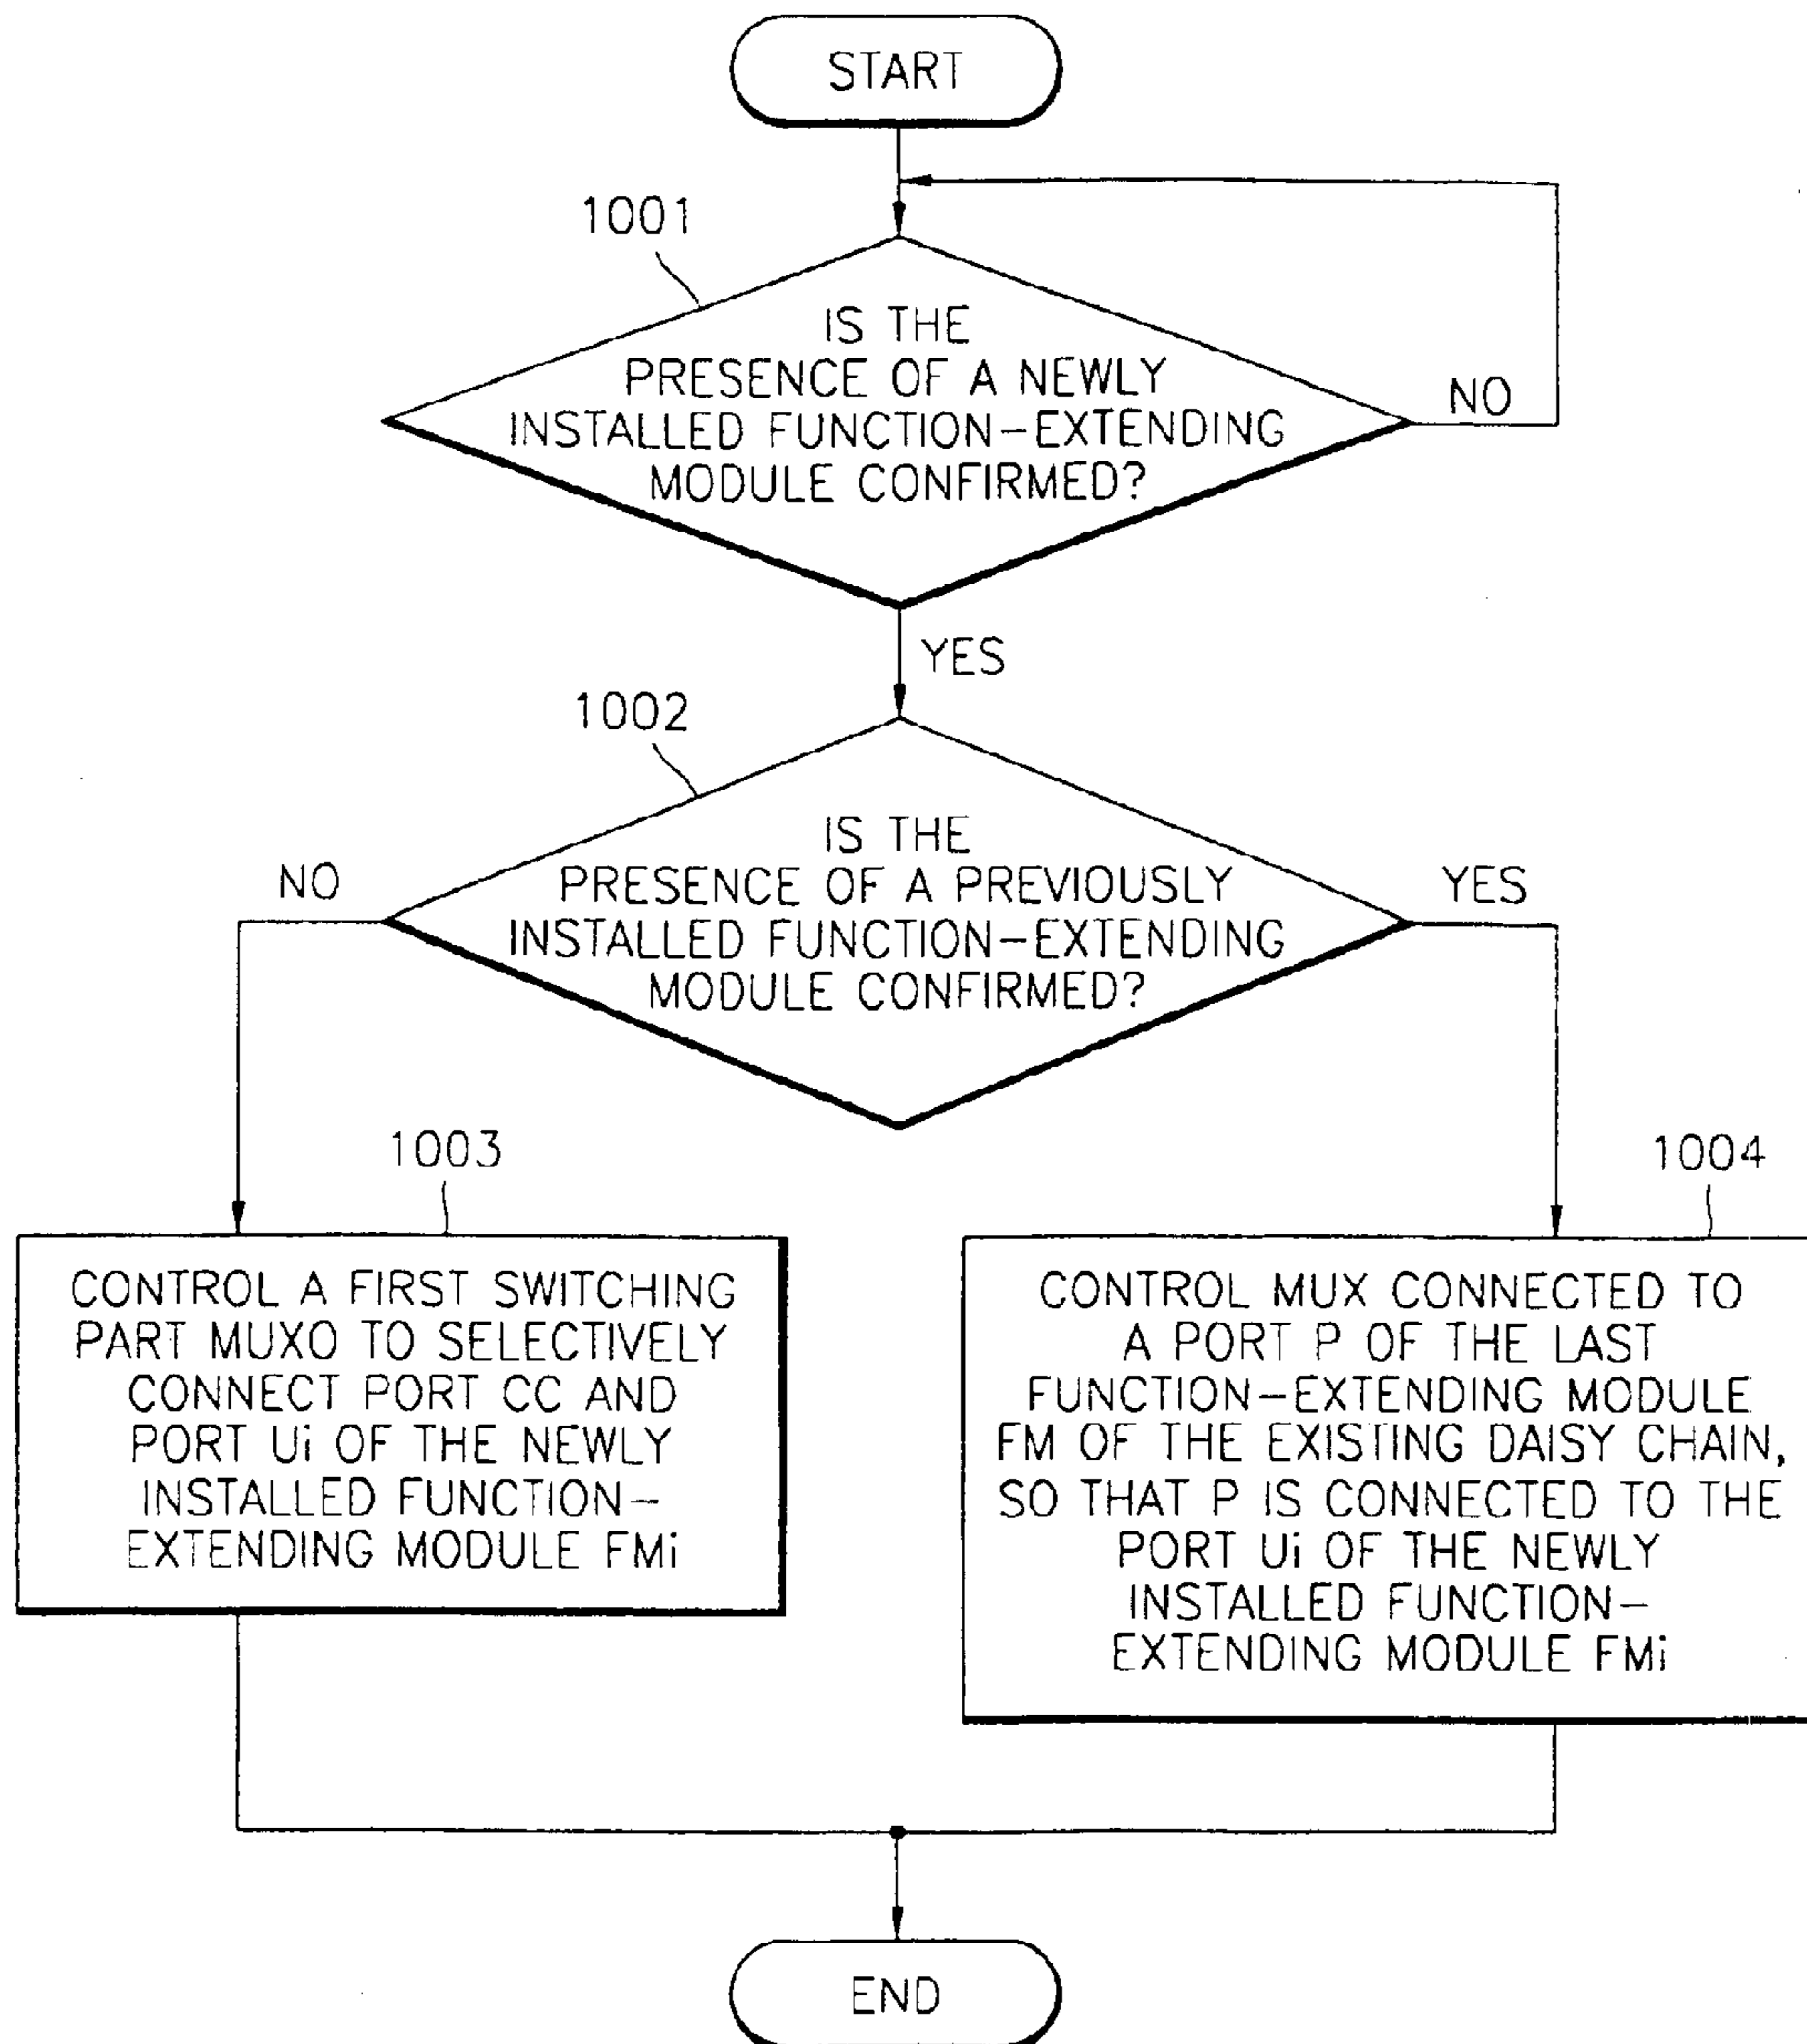 START
1001
IS THE
PRESENCE OF A NEWLY
INSTALLED FUNCTION-EXTENDING
MODULE CONFIRMED?
NO
YES
1002
IS THE
PRESENCE OF A PREVIOUSLY
INSTALLED FUNCTION-EXTENDING
MODULE CONFIRMED?
NO
YES
1003
CONTROL A FIRST SWITCHING
PART MUX0 TO SELECTIVELY
CONNECT PORT CC AND
PORT Ui OF THE NEWLY
INSTALLED FUNCTION-
EXTENDING MODULE FMi
1004
CONTROL MUX CONNECTED TO
A PORT P OF THE LAST
FUNCTION-EXTENDING MODULE
FM OF THE EXISTING DAISY CHAIN,
SO THAT P IS CONNECTED TO THE
PORT Ui OF THE NEWLY
INSTALLED FUNCTION-
EXTENDING MODULE FMi
END